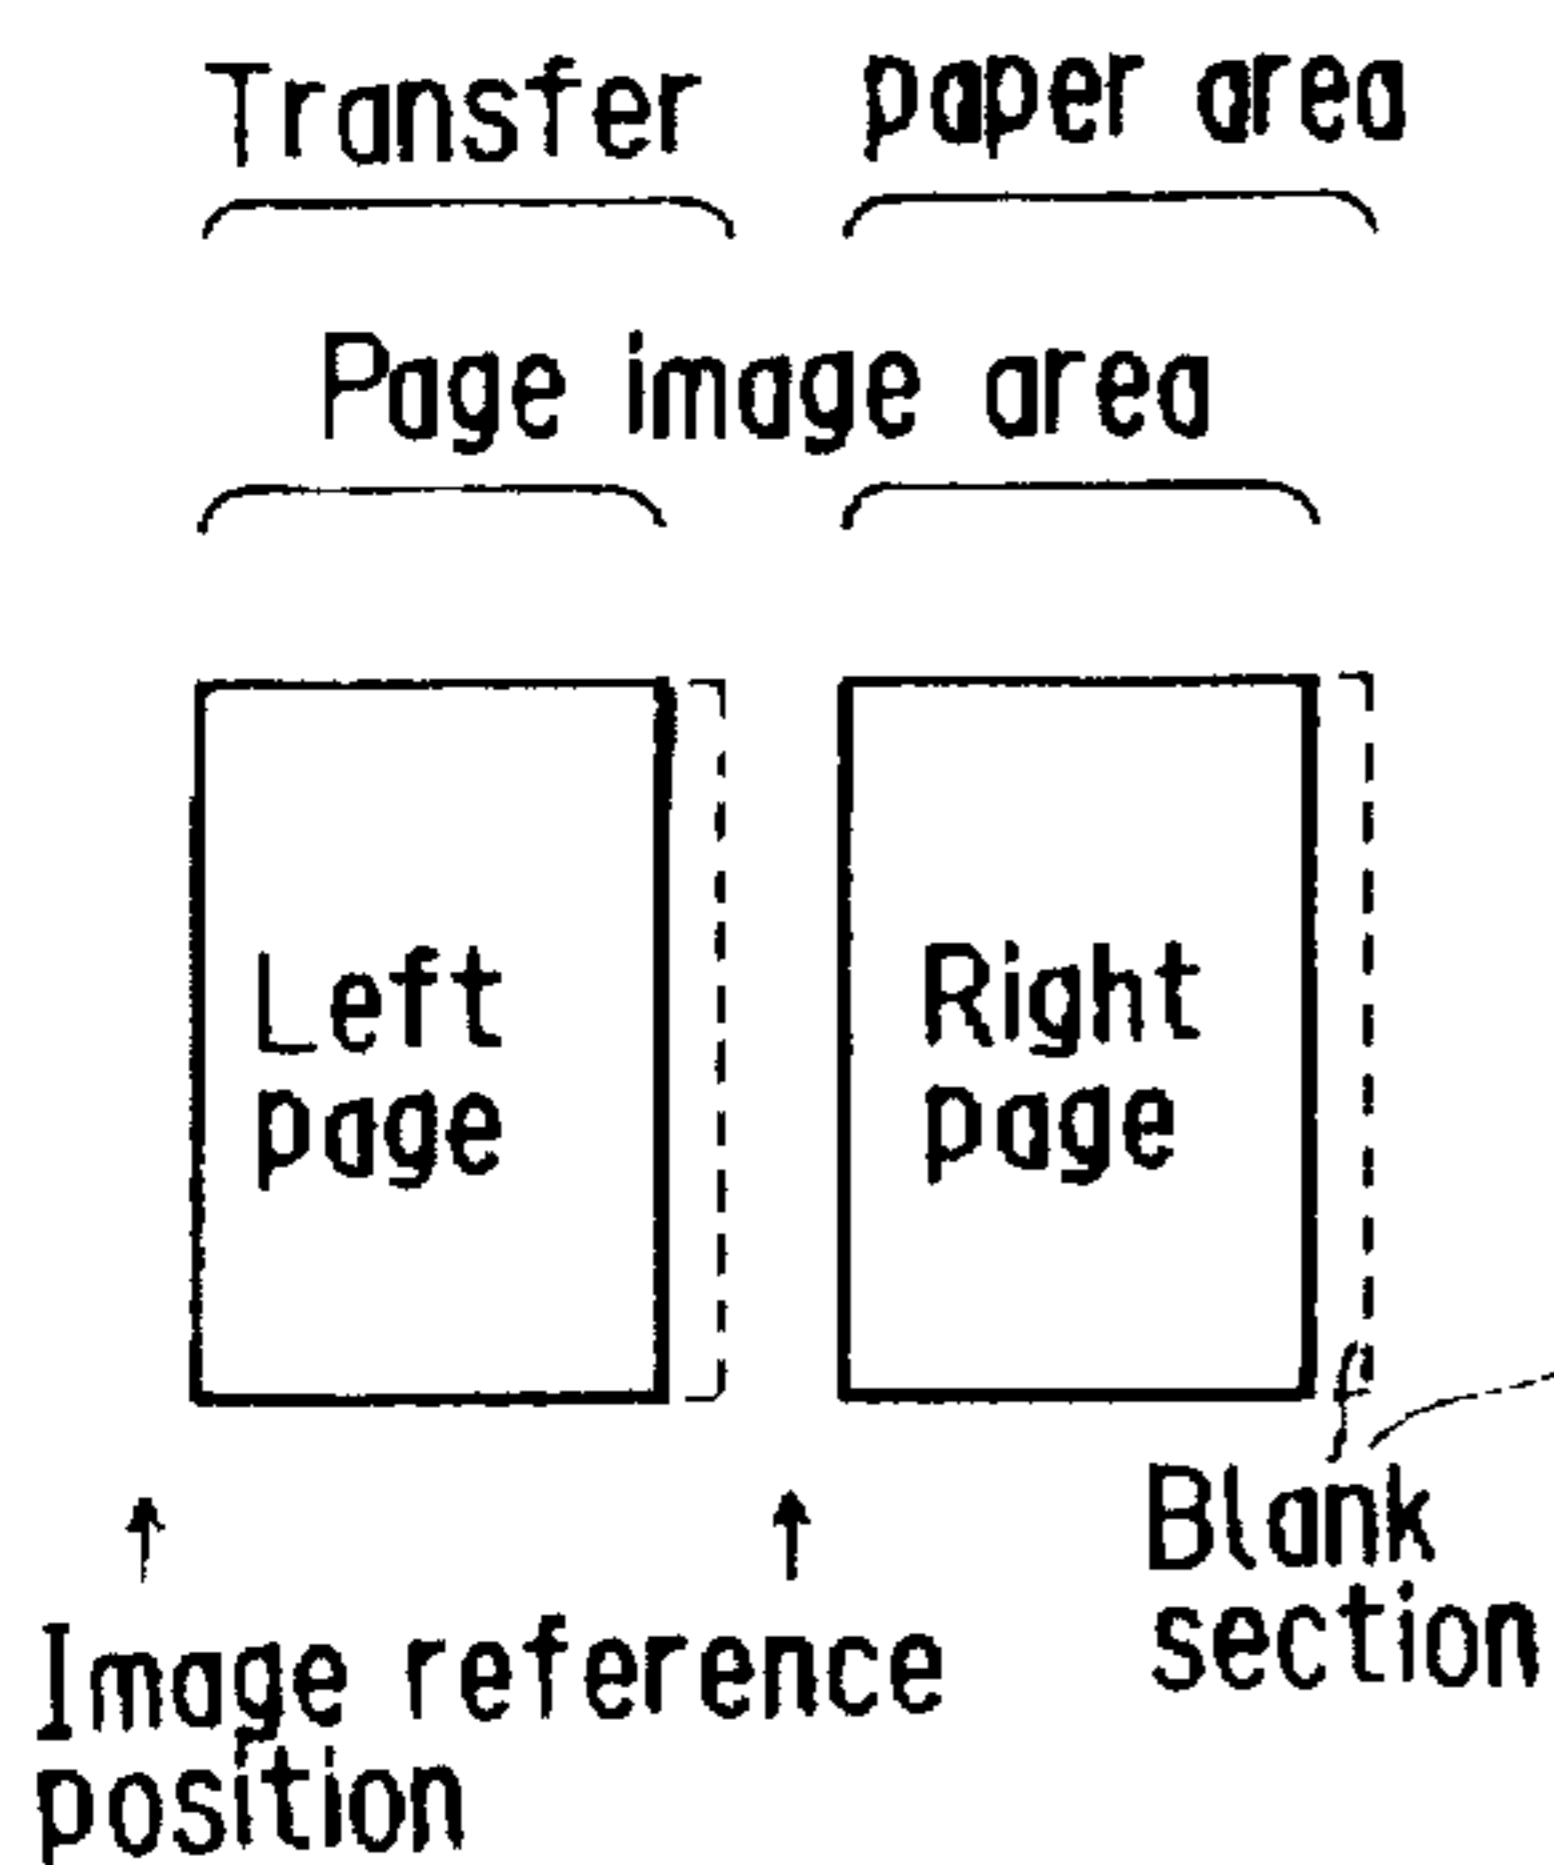 Transfer paper area
Page image area
Left
page
Right
page
Blank
section
Image reference
position